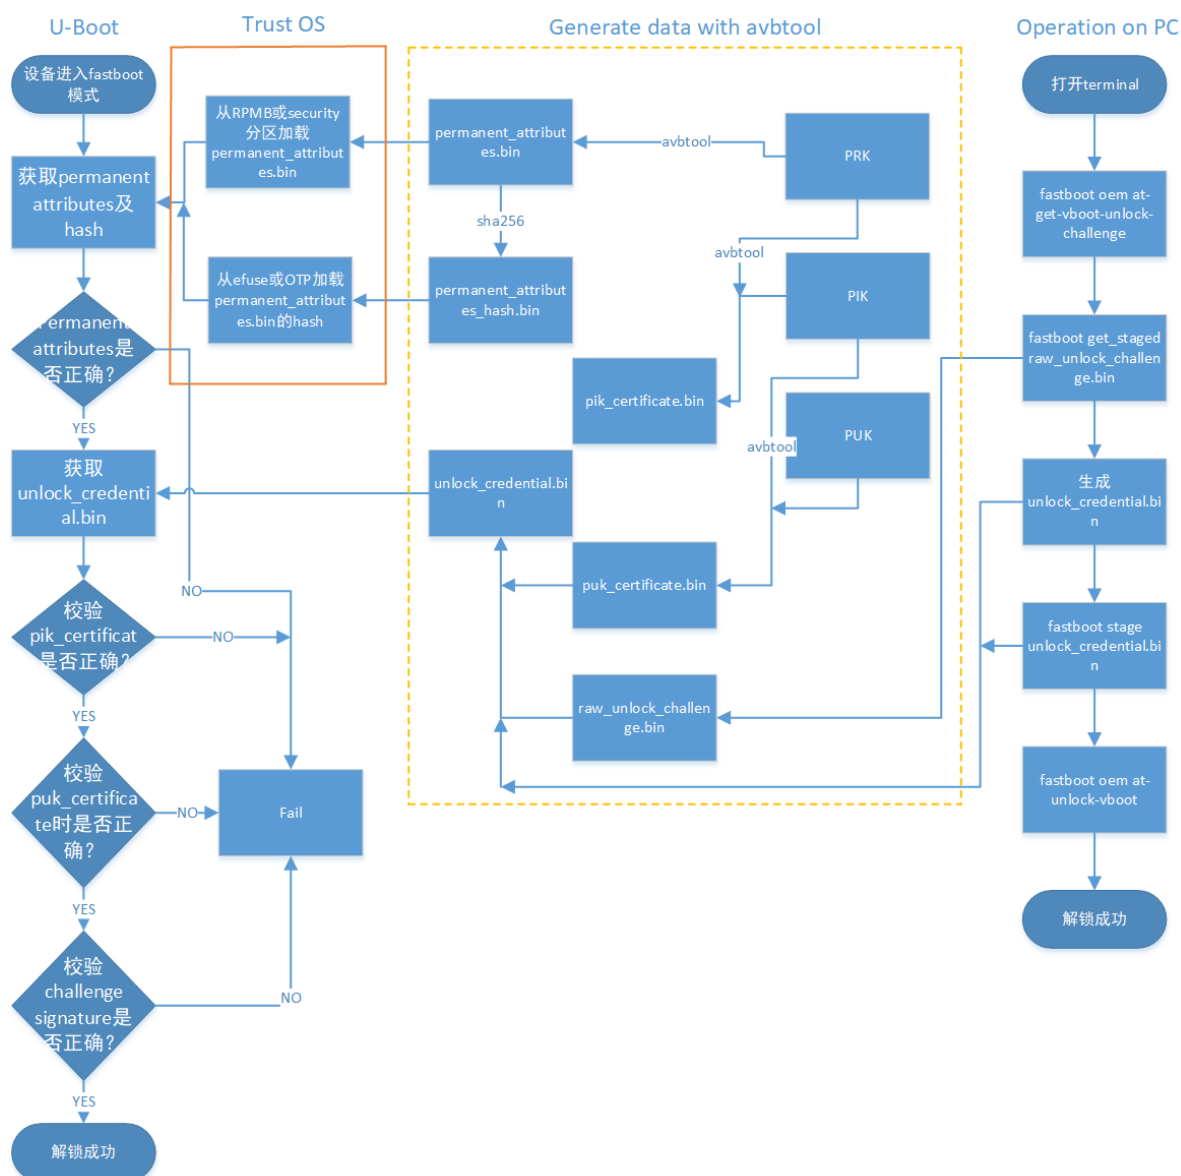 U-Boot
Trust OS
Generate data with avbtool
Operation on PC
设备进入fastboot
模式
获取permanent
attributes及
hash
Permanent
attributes是
否正确?
YES
获取
unlock_credenti
al.bin
校验
pik_certificat
是否正确?
YES
校验
puk_certifica
te时是否正
确?
YES
校验
challenge
signature是
否正确?
YES
解锁成功
NO
NO
NO
NO
Fail
从RPMB或security
分区加载
permanent_attribut
es.bin
从efuse或OTP加载
permanent_attribut
es.bin的hash
permanent_attribut
es.bin
sha256
permanent_attribut
es_hash.bin
avbtool
PRK
avbtool
PIK
pik_certificate.bin
avbtool
PUK
unlock_credential.bi
n
puk_certificate.bin
raw_unlock_challe
nge.bin
打开terminal
fastboot oem at-
get-vboot-unlock-
challenge
fastboot get_staged
raw_unlock_challen
ge.bin
生成
unlock_credential.bi
n
fastboot stage
unlock_credential.bi
n
fastboot oem at-
unlock-vboot
解锁成功